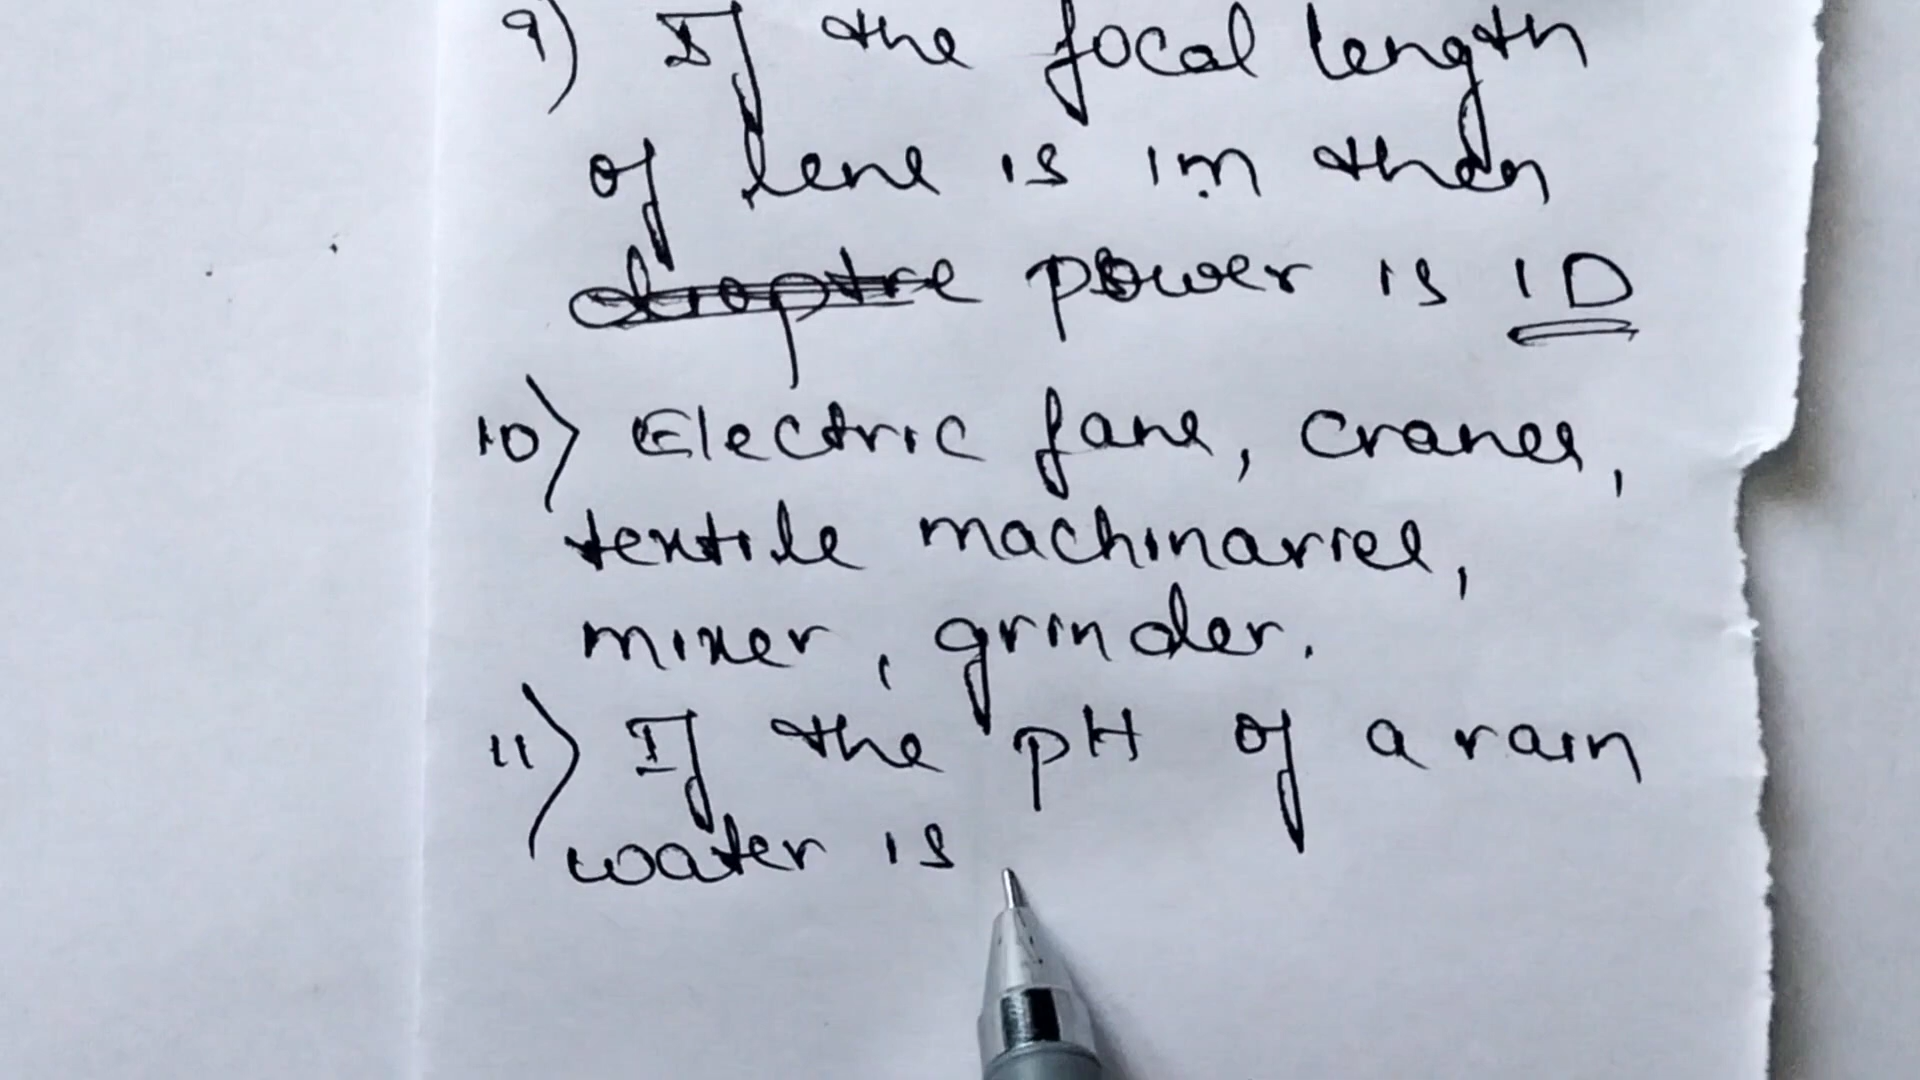 9) If the focal length
of lens is 1m then
dioptre power is 1D
10) Electric fans, cranes,
textile machinaries,
mixer, grinder.
11) If the pH of a rain
water is